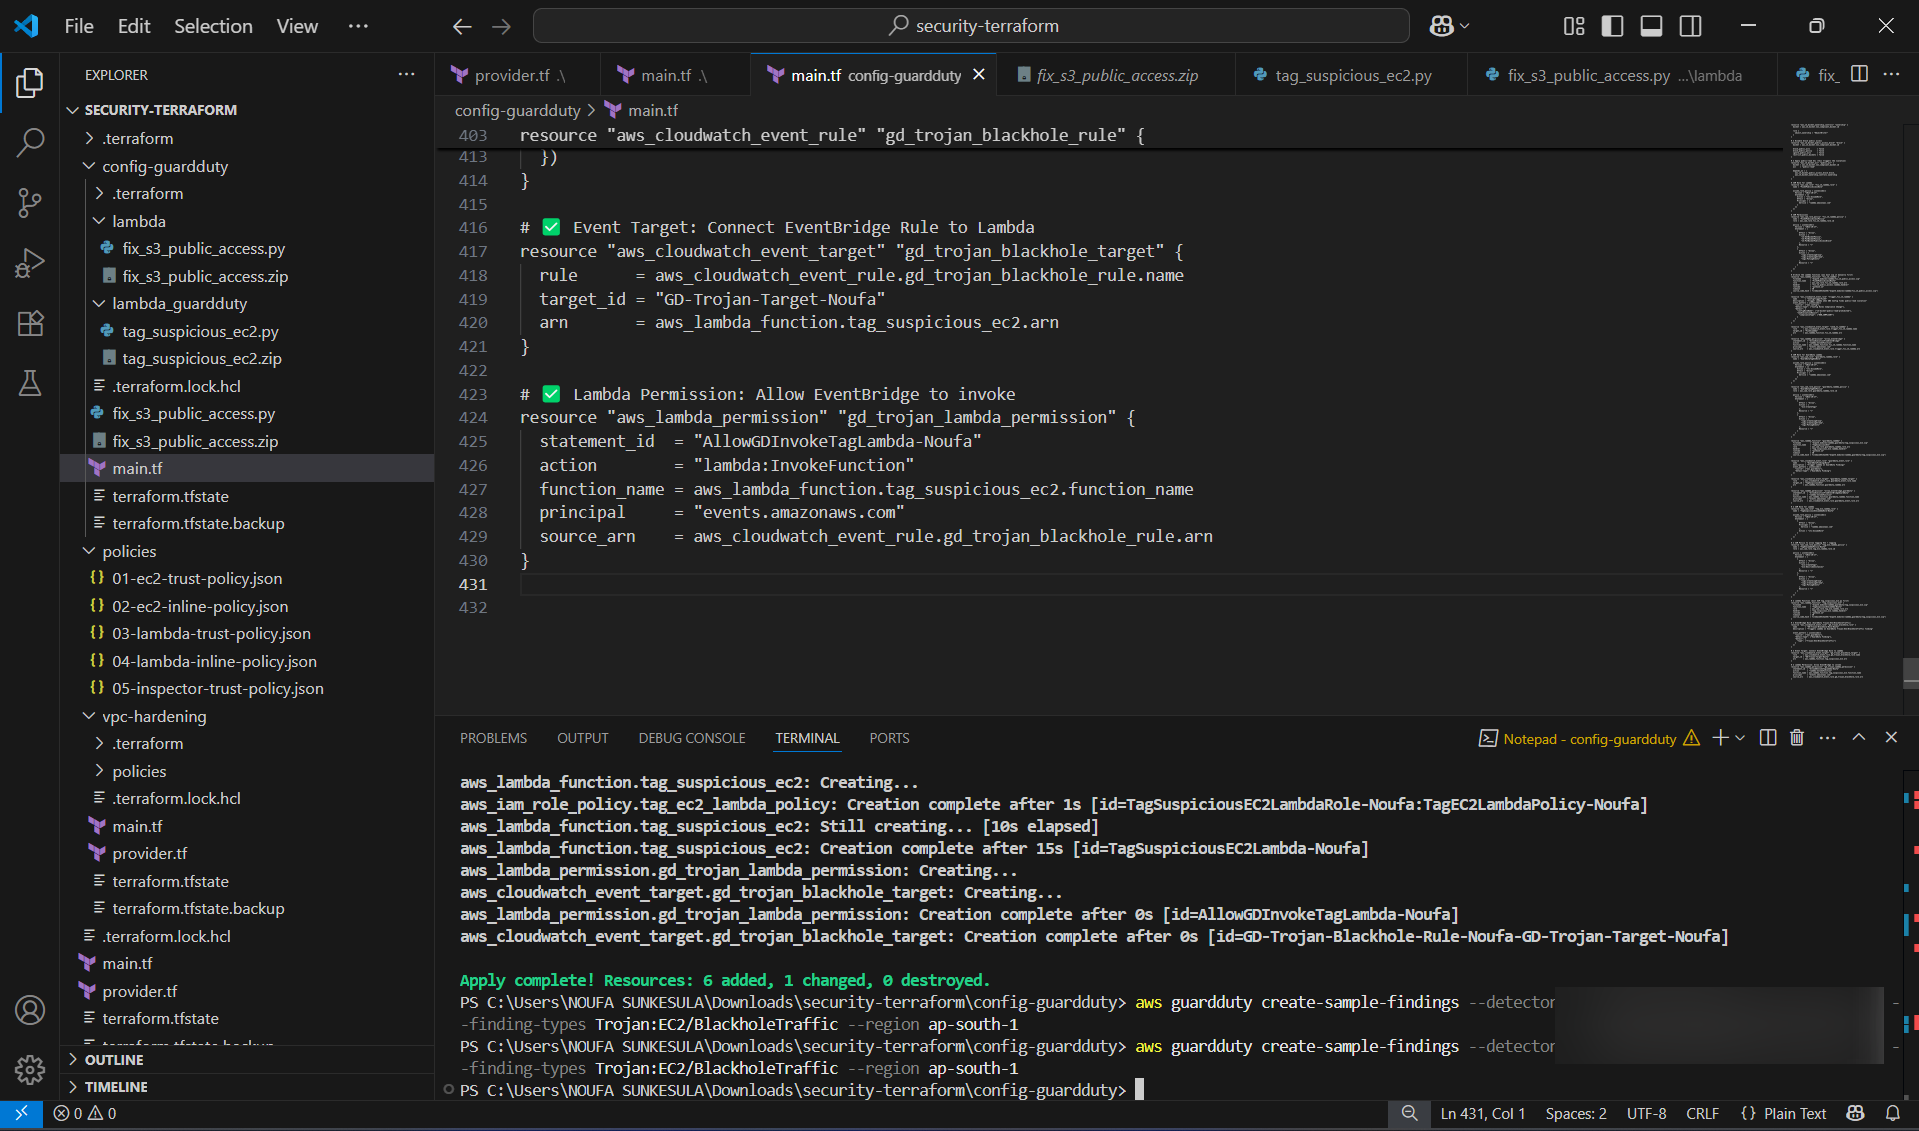 File Edit Selection View ··· security-terraform
EXPLORER
SECURITY-TERRAFORM
.terraform
config-guardduty
.terraform
lambda
fix_s3_public_access.py
fix_s3_public_access.zip
lambda_guardduty
tag_suspicious_ec2.py
tag_suspicious_ec2.zip
.terraform.lock.hcl
fix_s3_public_access.py
fix_s3_public_access.zip
main.tf
terraform.tfstate
terraform.tfstate.backup
policies
01-ec2-trust-policy.json
02-ec2-inline-policy.json
03-lambda-trust-policy.json
04-lambda-inline-policy.json
05-inspector-trust-policy.json
vpc-hardening
.terraform
policies
.terraform.lock.hcl
main.tf
provider.tf
terraform.tfstate
terraform.tfstate.backup
.terraform.lock.hcl
main.tf
provider.tf
terraform.tfstate
terraform.tfstate.backup
OUTLINE
TIMELINE
provider.tf .\ main.tf .\ main.tf config-guardduty fix_s3_public_access.zip tag_suspicious_ec2.py fix_s3_public_access.py ...\lambda fix_
config-guardduty > main.tf
403 resource "aws_cloudwatch_event_rule" "gd_trojan_blackhole_rule" {
413 })
414 }
415
416 # ✅ Event Target: Connect EventBridge Rule to Lambda
417 resource "aws_cloudwatch_event_target" "gd_trojan_blackhole_target" {
418 rule = aws_cloudwatch_event_rule.gd_trojan_blackhole_rule.name
419 target_id = "GD-Trojan-Target-Noufa"
420 arn = aws_lambda_function.tag_suspicious_ec2.arn
421 }
422
423 # ✅ Lambda Permission: Allow EventBridge to invoke
424 resource "aws_lambda_permission" "gd_trojan_lambda_permission" {
425 statement_id = "AllowGDInvokeTagLambda-Noufa"
426 action = "lambda:InvokeFunction"
427 function_name = aws_lambda_function.tag_suspicious_ec2.function_name
428 principal = "events.amazonaws.com"
429 source_arn = aws_cloudwatch_event_rule.gd_trojan_blackhole_rule.arn
430 }
431
432
PROBLEMS OUTPUT DEBUG CONSOLE TERMINAL PORTS Notepad - config-guardduty
aws_lambda_function.tag_suspicious_ec2: Creating...
aws_iam_role_policy.tag_ec2_lambda_policy: Creation complete after 1s [id=TagSuspiciousEC2LambdaRole-Noufa:TagEC2LambdaPolicy-Noufa]
aws_lambda_function.tag_suspicious_ec2: Still creating... [10s elapsed]
aws_lambda_function.tag_suspicious_ec2: Creation complete after 15s [id=TagSuspiciousEC2Lambda-Noufa]
aws_lambda_permission.gd_trojan_lambda_permission: Creating...
aws_cloudwatch_event_target.gd_trojan_blackhole_target: Creating...
aws_lambda_permission.gd_trojan_lambda_permission: Creation complete after 0s [id=AllowGDInvokeTagLambda-Noufa]
aws_cloudwatch_event_target.gd_trojan_blackhole_target: Creation complete after 0s [id=GD-Trojan-Blackhole-Rule-Noufa-GD-Trojan-Target-Noufa]
Apply complete! Resources: 6 added, 1 changed, 0 destroyed.
PS C:\Users\NOUFA SUNKESULA\Downloads\security-terraform\config-guardduty> aws guardduty create-sample-findings --detector -
-finding-types Trojan:EC2/BlackholeTraffic --region ap-south-1
PS C:\Users\NOUFA SUNKESULA\Downloads\security-terraform\config-guardduty> aws guardduty create-sample-findings --detector -
-finding-types Trojan:EC2/BlackholeTraffic --region ap-south-1
PS C:\Users\NOUFA SUNKESULA\Downloads\security-terraform\config-guardduty>
0 0 Ln 431, Col 1 Spaces: 2 UTF-8 CRLF {} Plain Text